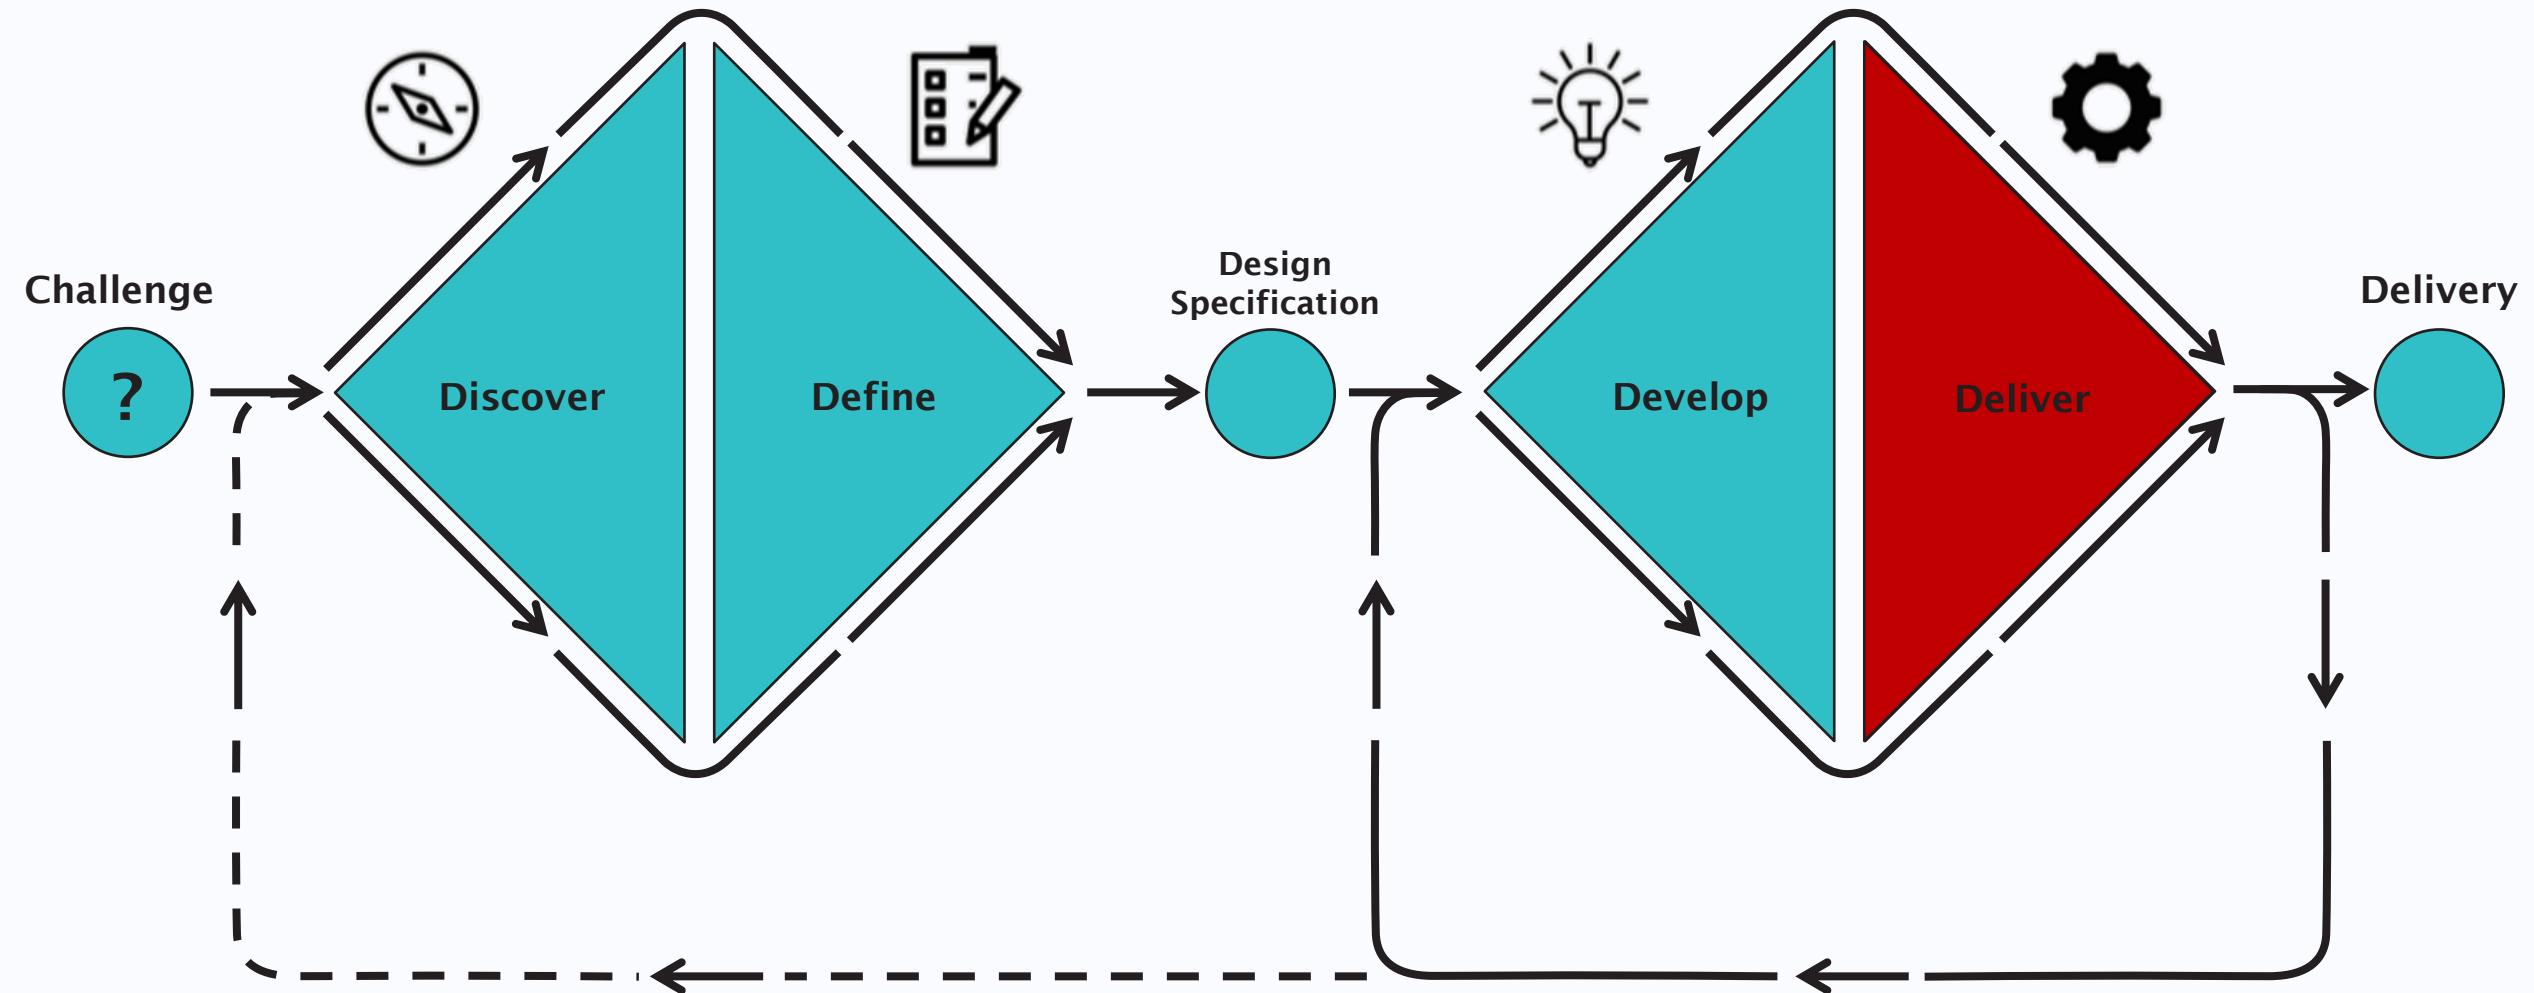 Challenge
?
Discover
Define
Design
Specification
Develop
Deliver
Delivery